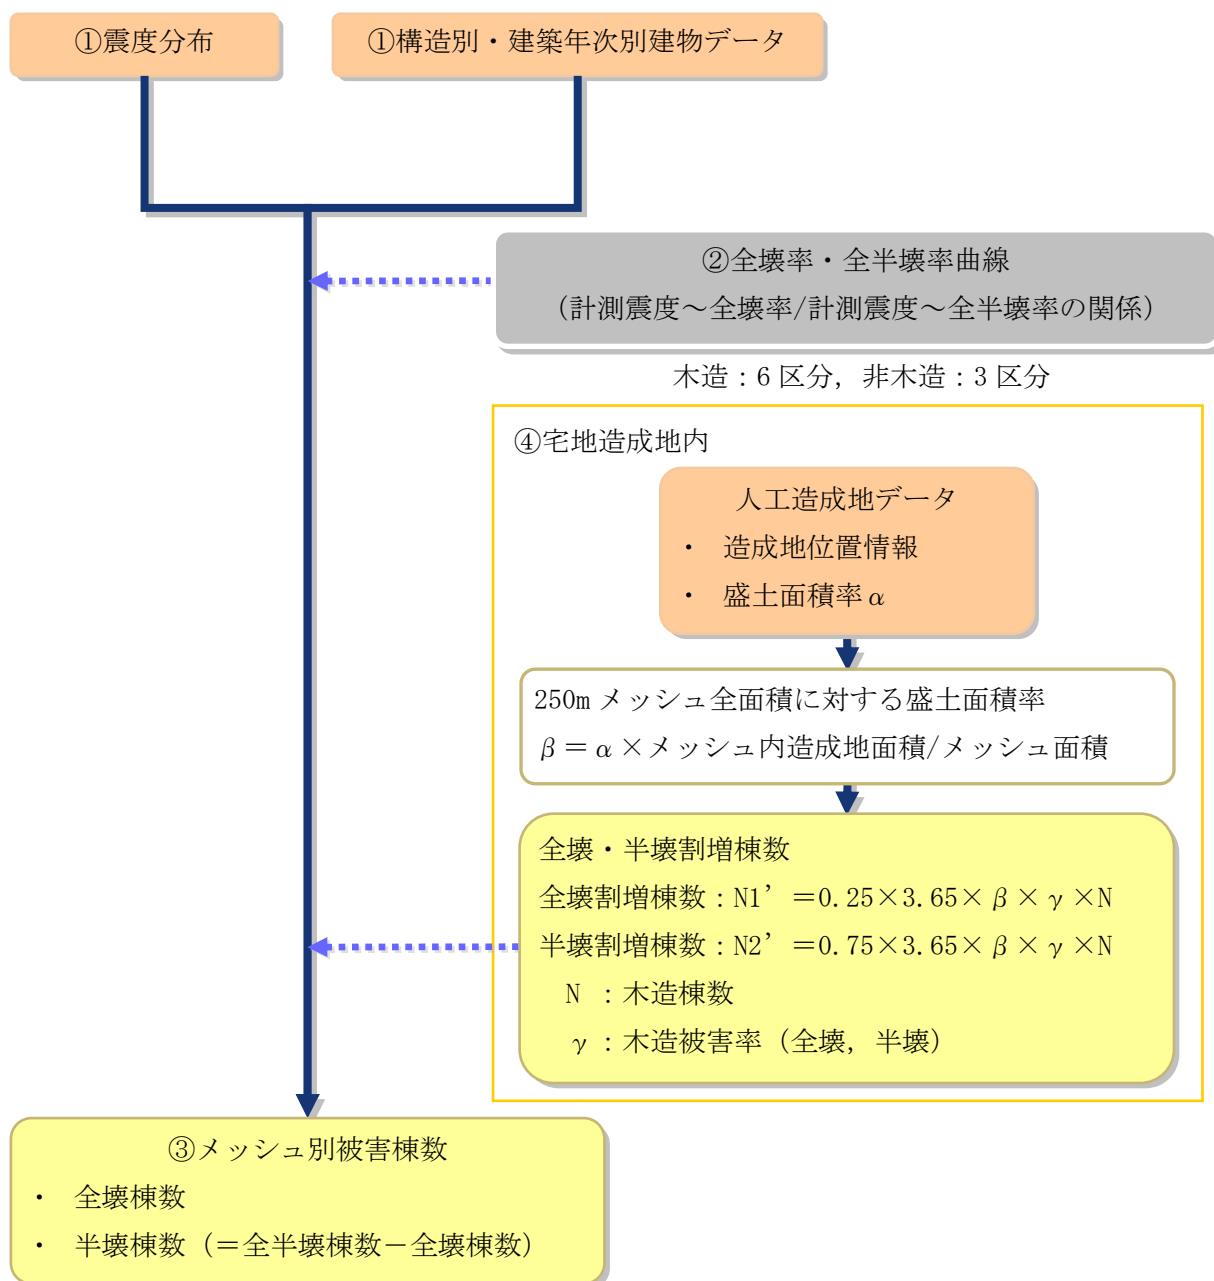 ①震度分布
①構造別・建築年次別建物データ
②全壊率・全半壊率曲線
（計測震度～全壊率/計測震度～全半壊率の関係）
木造：6 区分，非木造：3 区分
④宅地造成地内
人工造成地データ
・ 造成地位置情報
・ 盛土面積率α
250m メッシュ全面積に対する盛土面積率
β＝α×メッシュ内造成地面積/メッシュ面積
全壊・半壊割増棟数
全壊割増棟数：N1’＝0.25×3.65×β×γ×N
半壊割増棟数：N2’＝0.75×3.65×β×γ×N
N ：木造棟数
γ：木造被害率（全壊，半壊）
③メッシュ別被害棟数
・ 全壊棟数
・ 半壊棟数（＝全半壊棟数－全壊棟数）